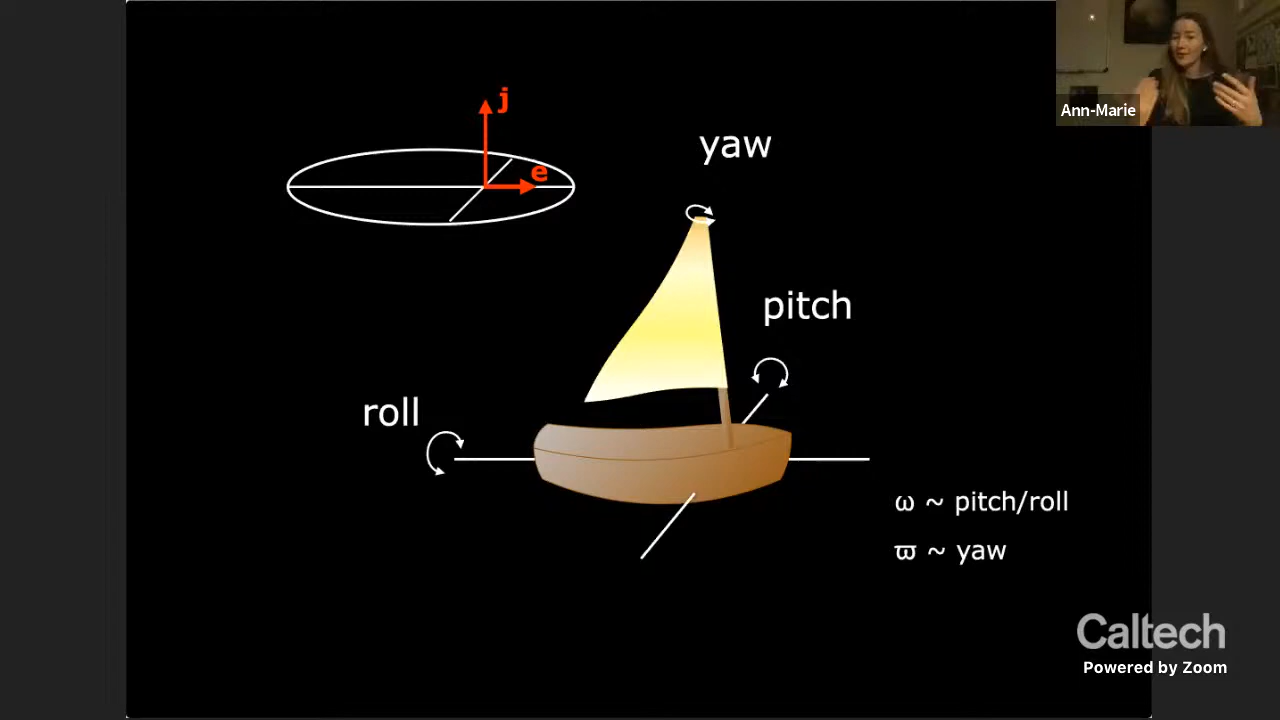 Ann-Marie
j
e
yaw
pitch
roll
ω ~ pitch/roll
ϖ ~ yaw
Caltech
Powered by Zoom